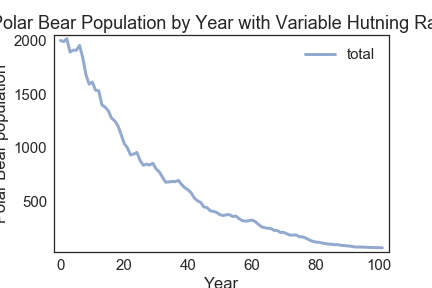 Polar Bear Population by Year with Variable Hutning Ra
total
2000
1500
1000
500
Polar Bear population
0 20 40 60 80 100
Year